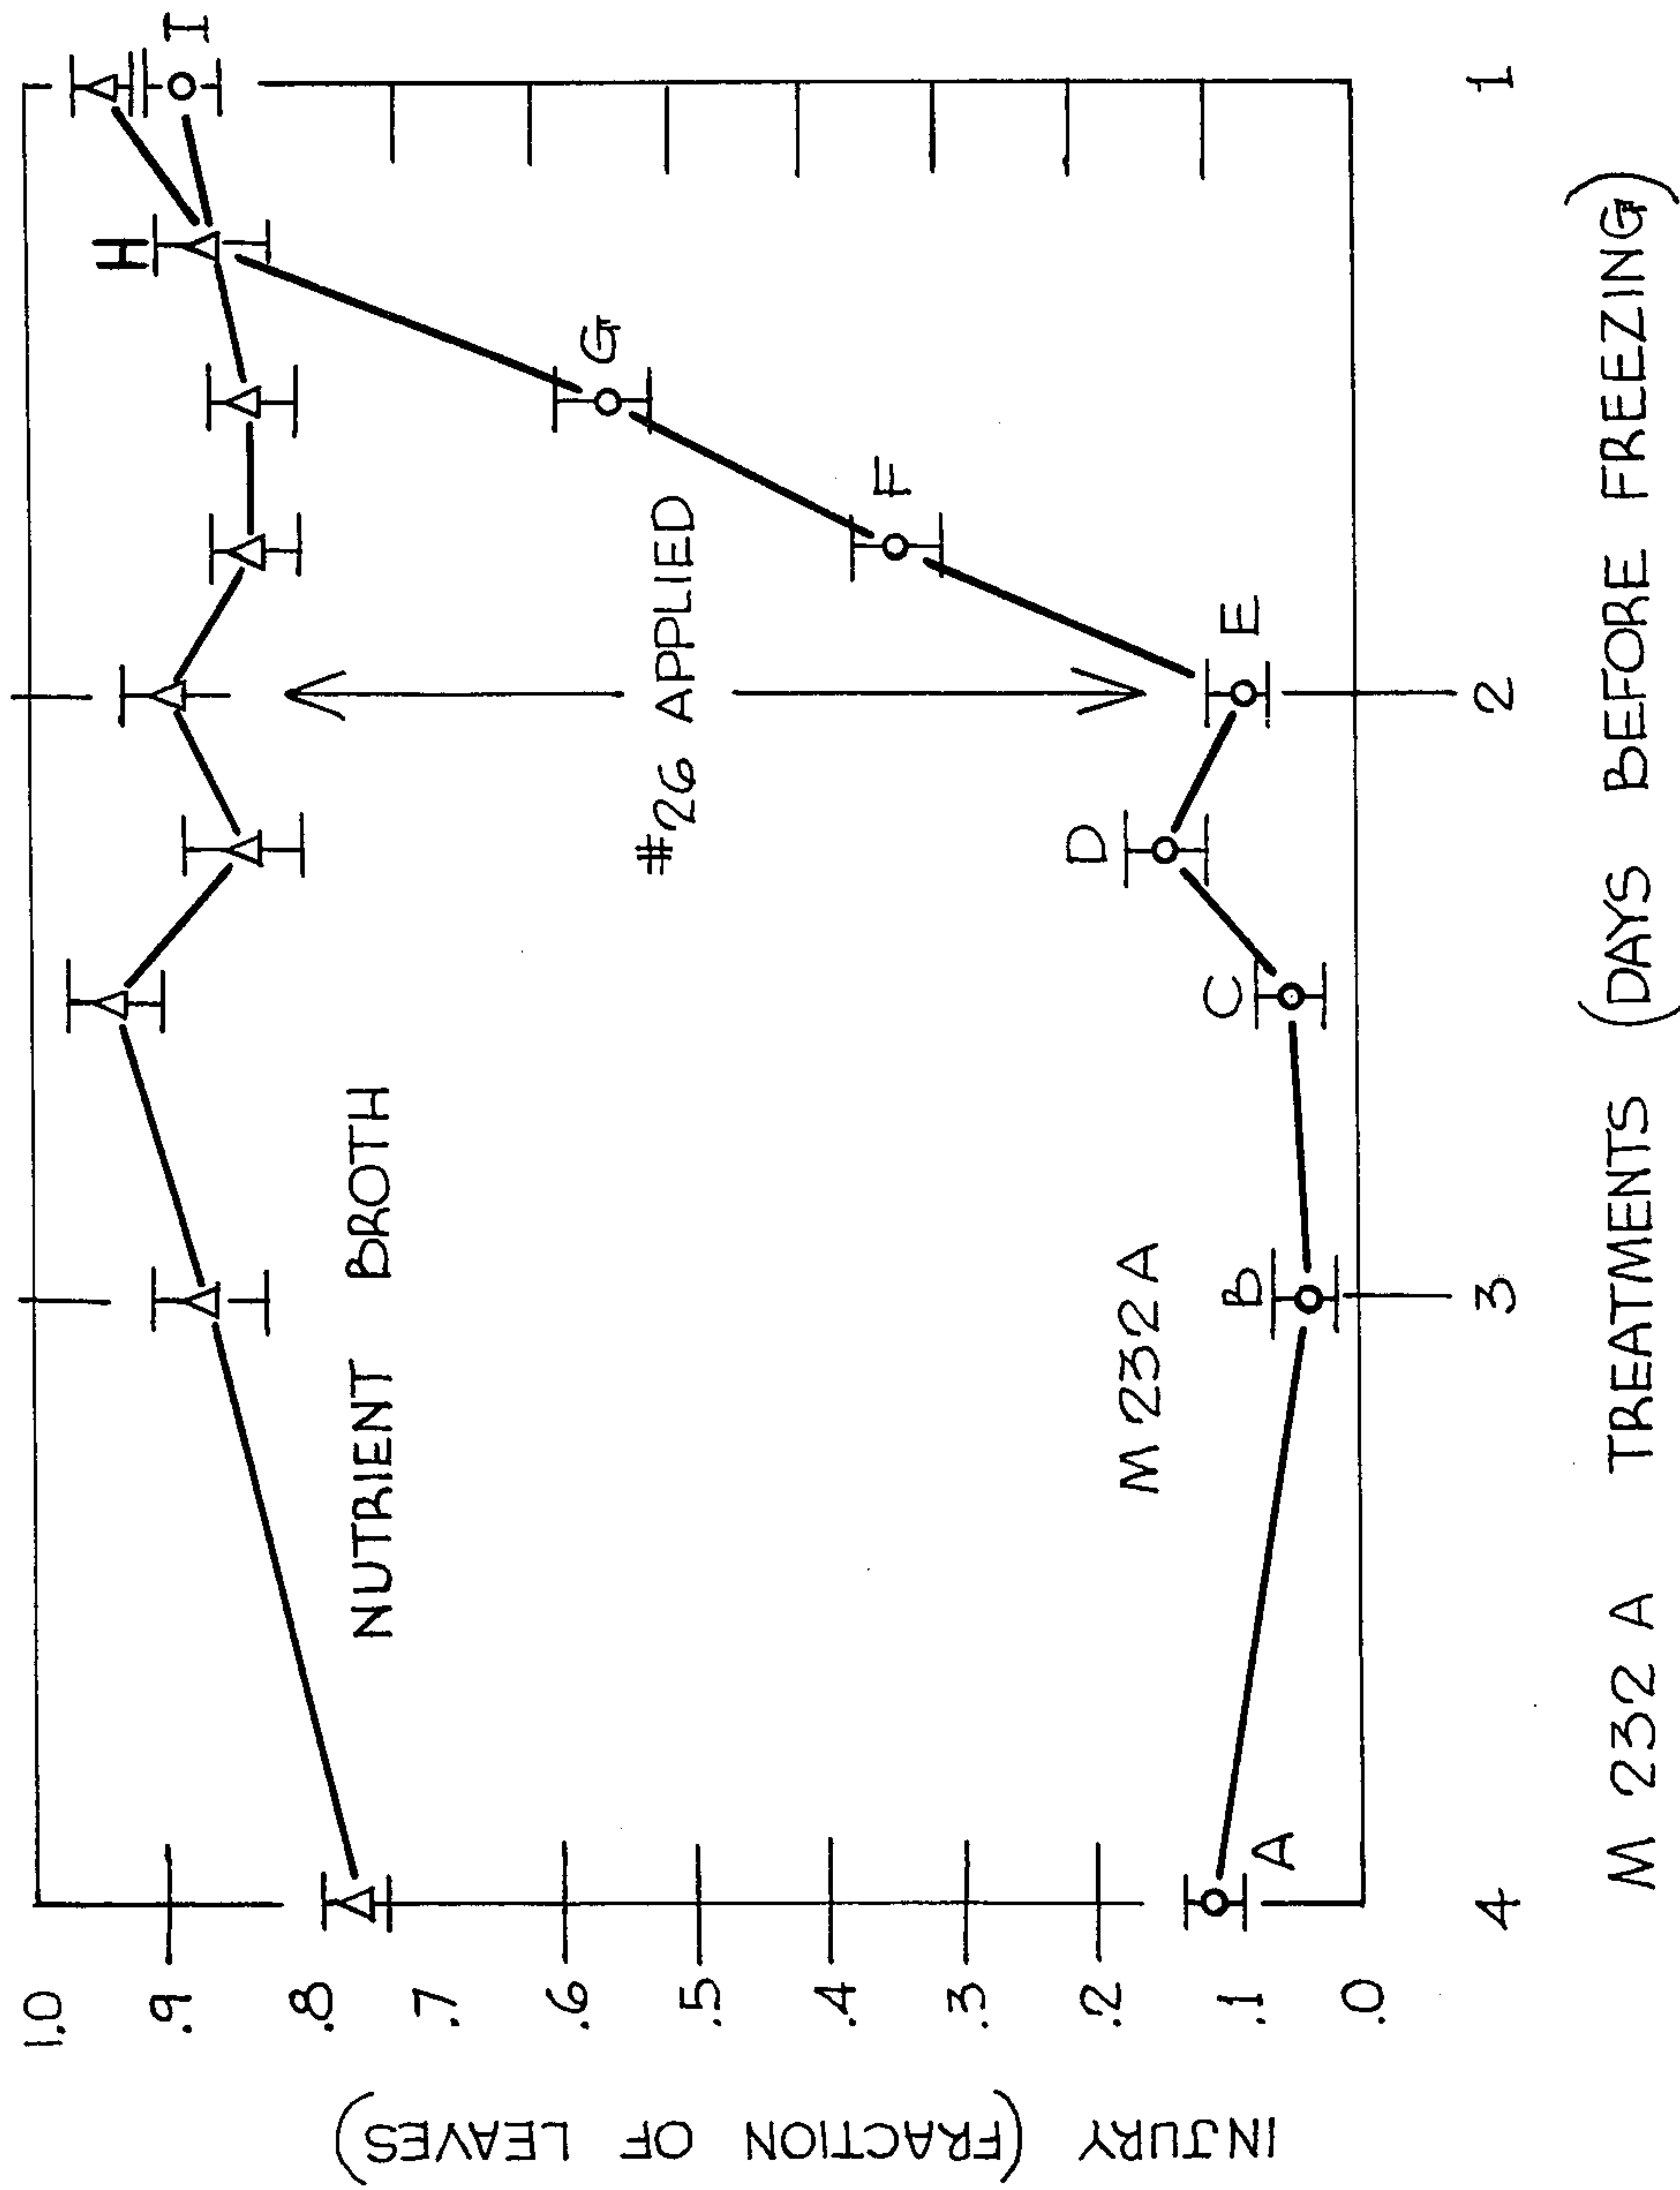 1.0
.9
.8
.7
.6
.5
.4
.3
.2
.1
.0
INJURY (FRACTION OF LEAVES)
NUTRIENT BROTH
#26 APPLIED
M 232 A
A
B
C
D
E
F
G
H
I
4 3 2 1
M 232 A TREATMENTS (DAYS BEFORE FREEZING)